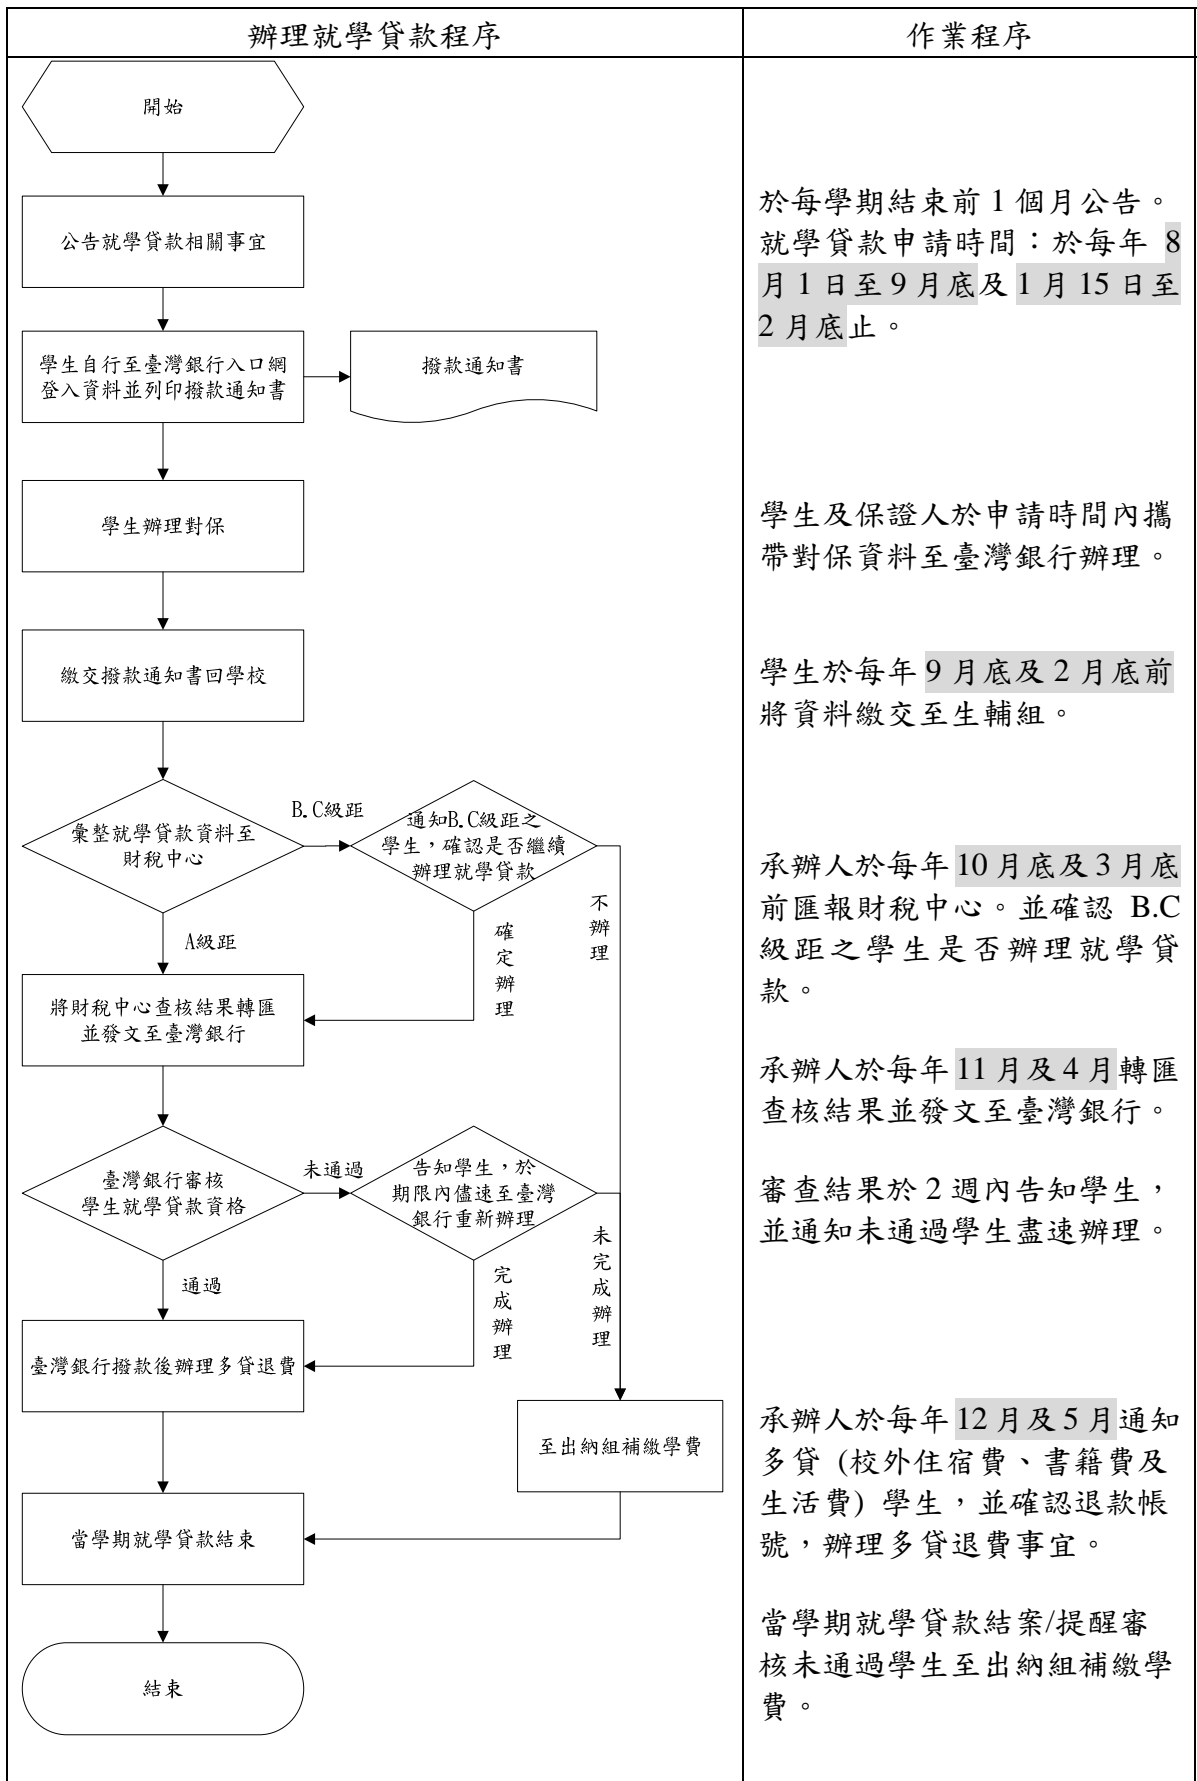 辦理就學貸款程序
作業程序
開始
公告就學貸款相關事宜
於每學期結束前 1 個月公告。
就學貸款申請時間：於每年 8
月 1 日至 9 月底及 1 月 15 日至
2 月底止。
學生自行至臺灣銀行入口網
登入資料並列印撥款通知書
撥款通知書
學生辦理對保
學生及保證人於申請時間內攜
帶對保資料至臺灣銀行辦理。
繳交撥款通知書回學校
學生於每年 9 月底及 2 月底前
將資料繳交至生輔組。
彙整就學貸款資料至
財稅中心
B.C級距
通知B.C級距之
學生，確認是否繼續
辦理就學貸款
不辦理
確定辦理
A級距
承辦人於每年 10 月底及 3 月底
前匯報財稅中心。並確認 B.C
級距之學生是否辦理就學貸
款。
將財稅中心查核結果轉匯
並發文至臺灣銀行
承辦人於每年 11 月及 4 月轉匯
查核結果並發文至臺灣銀行。
臺灣銀行審核
學生就學貸款資格
未通過
告知學生，於
期限內儘速至臺灣
銀行重新辦理
未完成辦理
完成辦理
通過
審查結果於 2 週內告知學生，
並通知未通過學生盡速辦理。
臺灣銀行撥款後辦理多貸退費
至出納組補繳學費
承辦人於每年 12 月及 5 月通知
多貸 (校外住宿費、書籍費及
生活費) 學生，並確認退款帳
號，辦理多貸退費事宜。
當學期就學貸款結束
結束
當學期就學貸款結案/提醒審
核未通過學生至出納組補繳學
費。